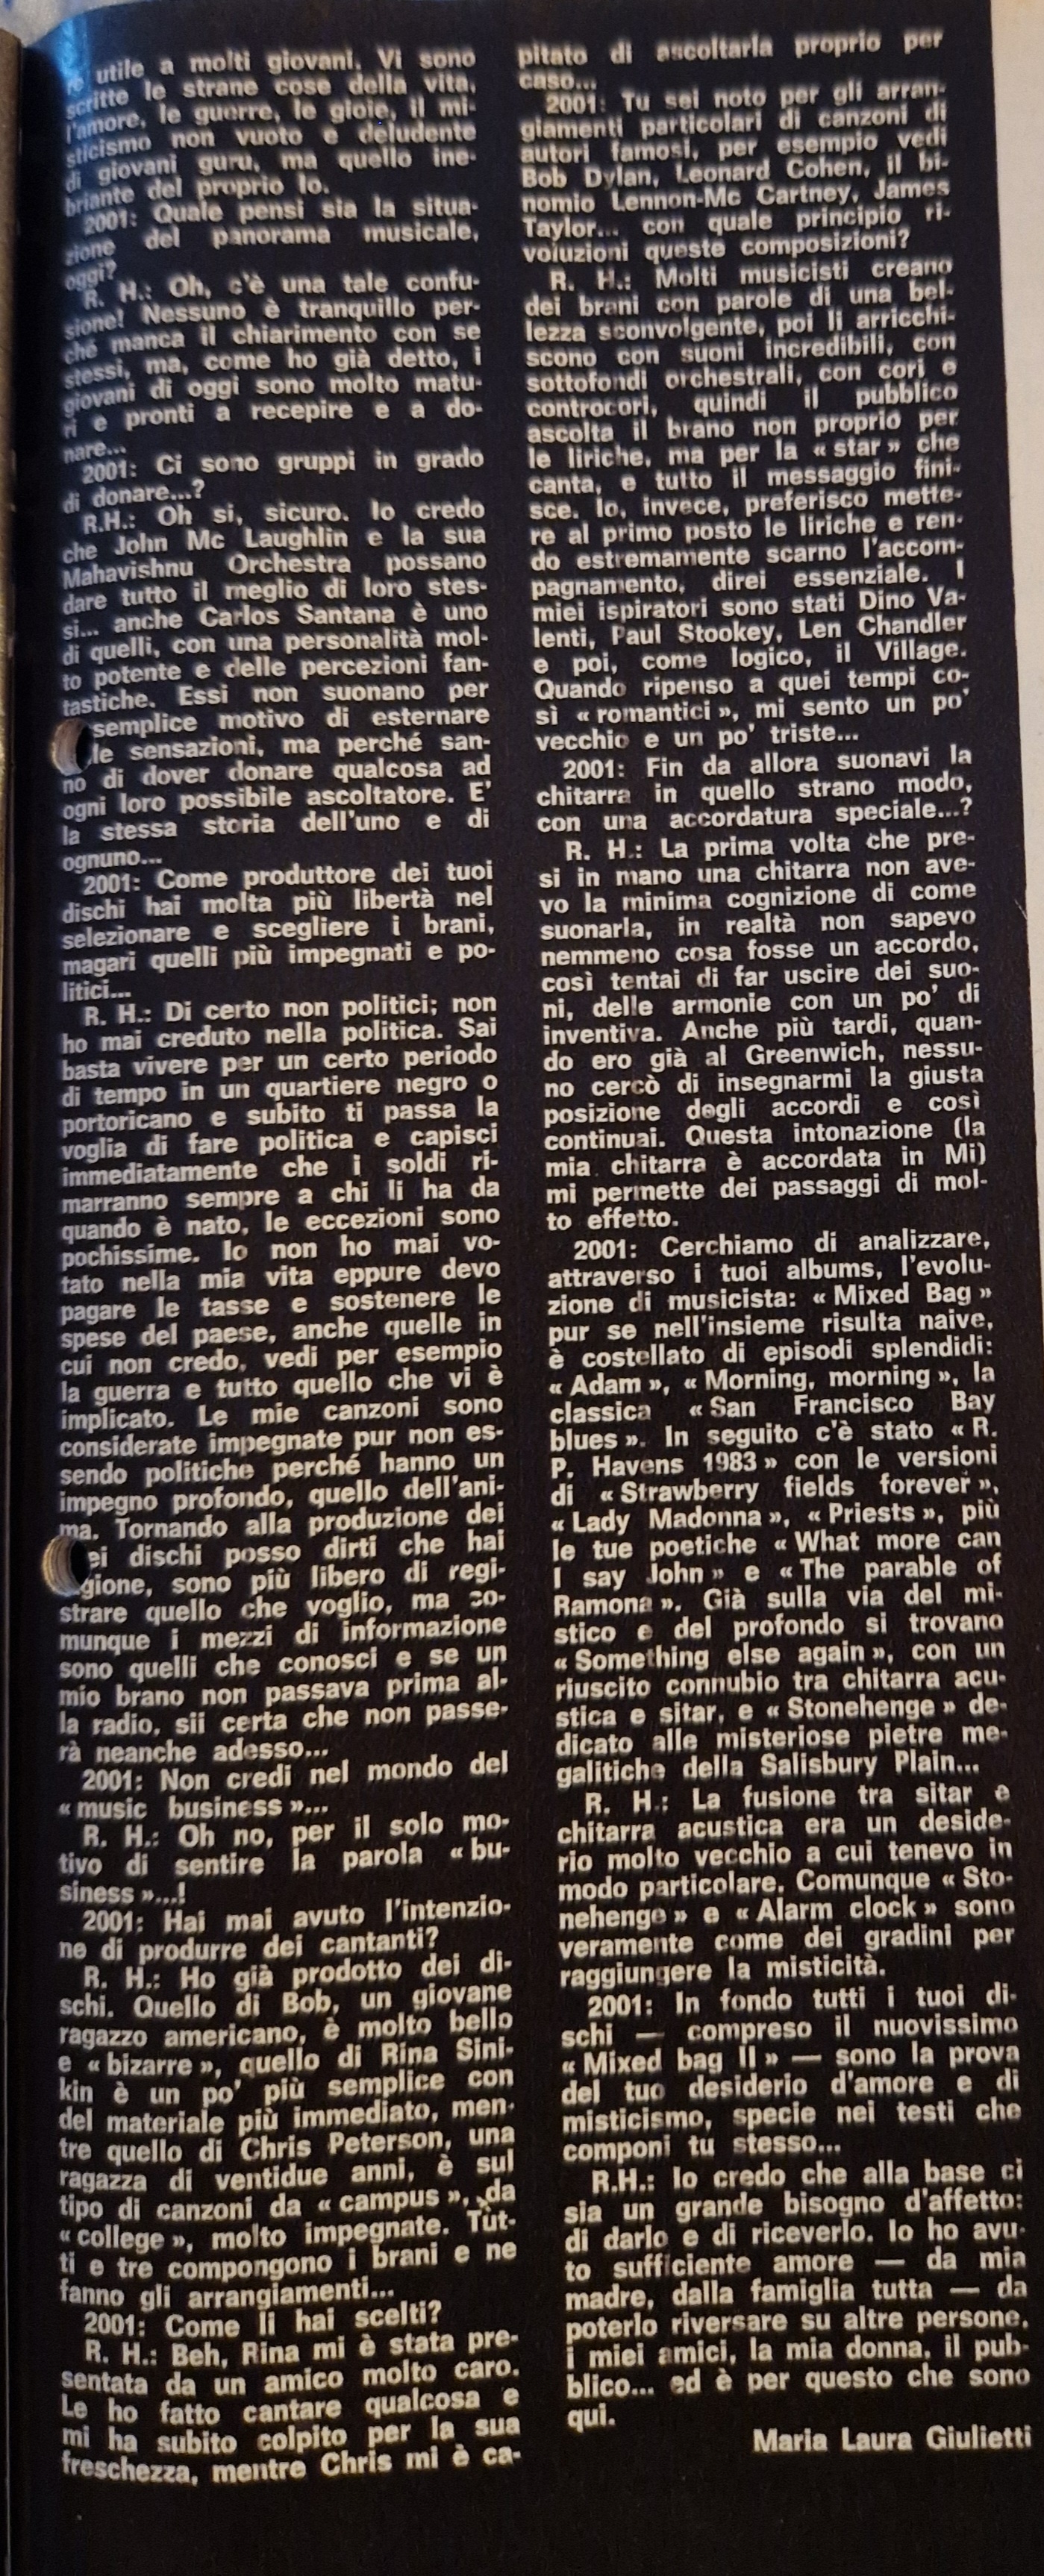 re utile a molti giovani. Vi sono
scritte le strane cose della vita,
l'amore, le guerre, le gioie, il mi-
sticismo non vuoto e deludente
di giovani guru, ma quello ine-
briante del proprio Io.
2001: Quale pensi sia la situa-
zione del panorama musicale,
oggi?
R. H.: Oh, c'è una tale confu-
sione! Nessuno è tranquillo per-
ché manca il chiarimento con se
stessi, ma, come ho già detto, i
giovani di oggi sono molto matu-
ri e pronti a recepire e a do-
nare...
2001: Ci sono gruppi in grado
di donare...?
R.H.: Oh si, sicuro. Io credo
che John Mc Laughlin e la sua
Mahavishnu Orchestra possano
dare tutto il meglio di loro stes-
si... anche Carlos Santana è uno
di quelli, con una personalità mol-
to potente e delle percezioni fan-
tastiche. Essi non suonano per
semplice motivo di esternare
le sensazioni, ma perché san-
no di dover donare qualcosa ad
ogni loro possibile ascoltatore. E'
la stessa storia dell'uno e di
ognuno...
2001: Come produttore dei tuoi
dischi hai molta più libertà nel
selezionare e scegliere i brani,
magari quelli più impegnati e po-
litici...
R. H.: Di certo non politici; non
ho mai creduto nella politica. Sai
basta vivere per un certo periodo
di tempo in un quartiere negro o
portoricano e subito ti passa la
voglia di fare politica e capisci
immediatamente che i soldi ri-
marranno sempre a chi li ha da
quando è nato, le eccezioni sono
pochissime. Io non ho mai vo-
tato nella mia vita eppure devo
pagare le tasse e sostenere le
spese del paese, anche quelle in
cui non credo, vedi per esempio
la guerra e tutto quello che vi è
implicato. Le mie canzoni sono
considerate impegnate pur non es-
sendo politiche perché hanno un
impegno profondo, quello dell'ani-
ma. Tornando alla produzione dei
ei dischi posso dirti che hai
gione, sono più libero di regi-
strare quello che voglio, ma co-
munque i mezzi di informazione
sono quelli che conosci e se un
mio brano non passava prima al-
la radio, sii certa che non passe-
rà neanche adesso...
2001: Non credi nel mondo del
« music business »...
R. H.: Oh no, per il solo mo-
tivo di sentire la parola « bu-
siness »...!
2001: Hai mai avuto l'intenzio-
ne di produrre dei cantanti?
R. H.: Ho già prodotto dei di-
schi. Quello di Bob, un giovane
ragazzo americano, è molto bello
e « bizarre », quello di Rina Sini-
kin è un po' più semplice con
del materiale più immediato, men-
tre quello di Chris Peterson, una
ragazza di ventidue anni, è sul
tipo di canzoni da « campus », da
« college », molto impegnate. Tut-
ti e tre compongono i brani e ne
fanno gli arrangiamenti...
2001: Come li hai scelti?
R. H.: Beh, Rina mi è stata pre-
sentata da un amico molto caro.
Le ho fatto cantare qualcosa e
mi ha subito colpito per la sua
freschezza, mentre Chris mi è ca-
pitato di ascoltarla proprio per
caso...
2001: Tu sei noto per gli arran-
giamenti particolari di canzoni di
autori famosi, per esempio vedi
Bob Dylan, Leonard Cohen, il bi-
nomio Lennon-Mc Cartney, James
Taylor... con quale principio ri-
voluzioni queste composizioni?
R. H.: Molti musicisti creano
dei brani con parole di una bel-
lezza sconvolgente, poi li arricchi-
scono con suoni incredibili, con
sottofondi orchestrali, con cori e
controcori, quindi il pubblico
ascolta il brano non proprio per
le liriche, ma per la « star » che
canta, e tutto il messaggio fini-
sce. Io, invece, preferisco mette-
re al primo posto le liriche e ren-
do estremamente scarno l'accom-
pagnamento, direi essenziale. I
miei ispiratori sono stati Dino Va-
lenti, Paul Stookey, Len Chandler
e poi, come logico, il Village.
Quando ripenso a quei tempi co-
sì « romantici », mi sento un po'
vecchio e un po' triste...
2001: Fin da allora suonavi la
chitarra in quello strano modo,
con una accordatura speciale...?
R. H.: La prima volta che pre-
si in mano una chitarra non ave-
vo la minima cognizione di come
suonarla, in realtà non sapevo
nemmeno cosa fosse un accordo,
così tentai di far uscire dei suo-
ni, delle armonie con un po' di
inventiva. Anche più tardi, quan-
do ero già al Greenwich, nessu-
no cercò di insegnarmi la giusta
posizione degli accordi e così
continuai. Questa intonazione (la
mia chitarra è accordata in Mi)
mi permette dei passaggi di mol-
to effetto.
2001: Cerchiamo di analizzare,
attraverso i tuoi albums, l'evolu-
zione di musicista: « Mixed Bag »
pur se nell'insieme risulta naive,
è costellato di episodi splendidi:
« Adam », « Morning, morning », la
classica « San Francisco Bay
blues ». In seguito c'è stato « R.
P. Havens 1983 » con le versioni
di « Strawberry fields forever »,
« Lady Madonna », « Priests », più
le tue poetiche « What more can
I say John » e « The parable of
Ramona ». Già sulla via del mi-
stico e del profondo si trovano
« Something else again », con un
riuscito connubio tra chitarra acu-
stica e sitar, e « Stonehenge » de-
dicato alle misteriose pietre me-
galitiche della Salisbury Plain...
R. H.: La fusione tra sitar e
chitarra acustica era un deside-
rio molto vecchio a cui tenevo in
modo particolare. Comunque « Sto-
nehenge » e « Alarm clock » sono
veramente come dei gradini per
raggiungere la misticità.
2001: In fondo tutti i tuoi di-
schi — compreso il nuovissimo
« Mixed bag II » — sono la prova
del tuo desiderio d'amore e di
misticismo, specie nei testi che
componi tu stesso...
R.H.: Io credo che alla base ci
sia un grande bisogno d'affetto:
di darlo e di riceverlo. Io ho avu-
to sufficiente amore — da mia
madre, dalla famiglia tutta — da
poterlo riversare su altre persone,
i miei amici, la mia donna, il pub-
blico... ed è per questo che sono
qui.
Maria Laura Giulietti